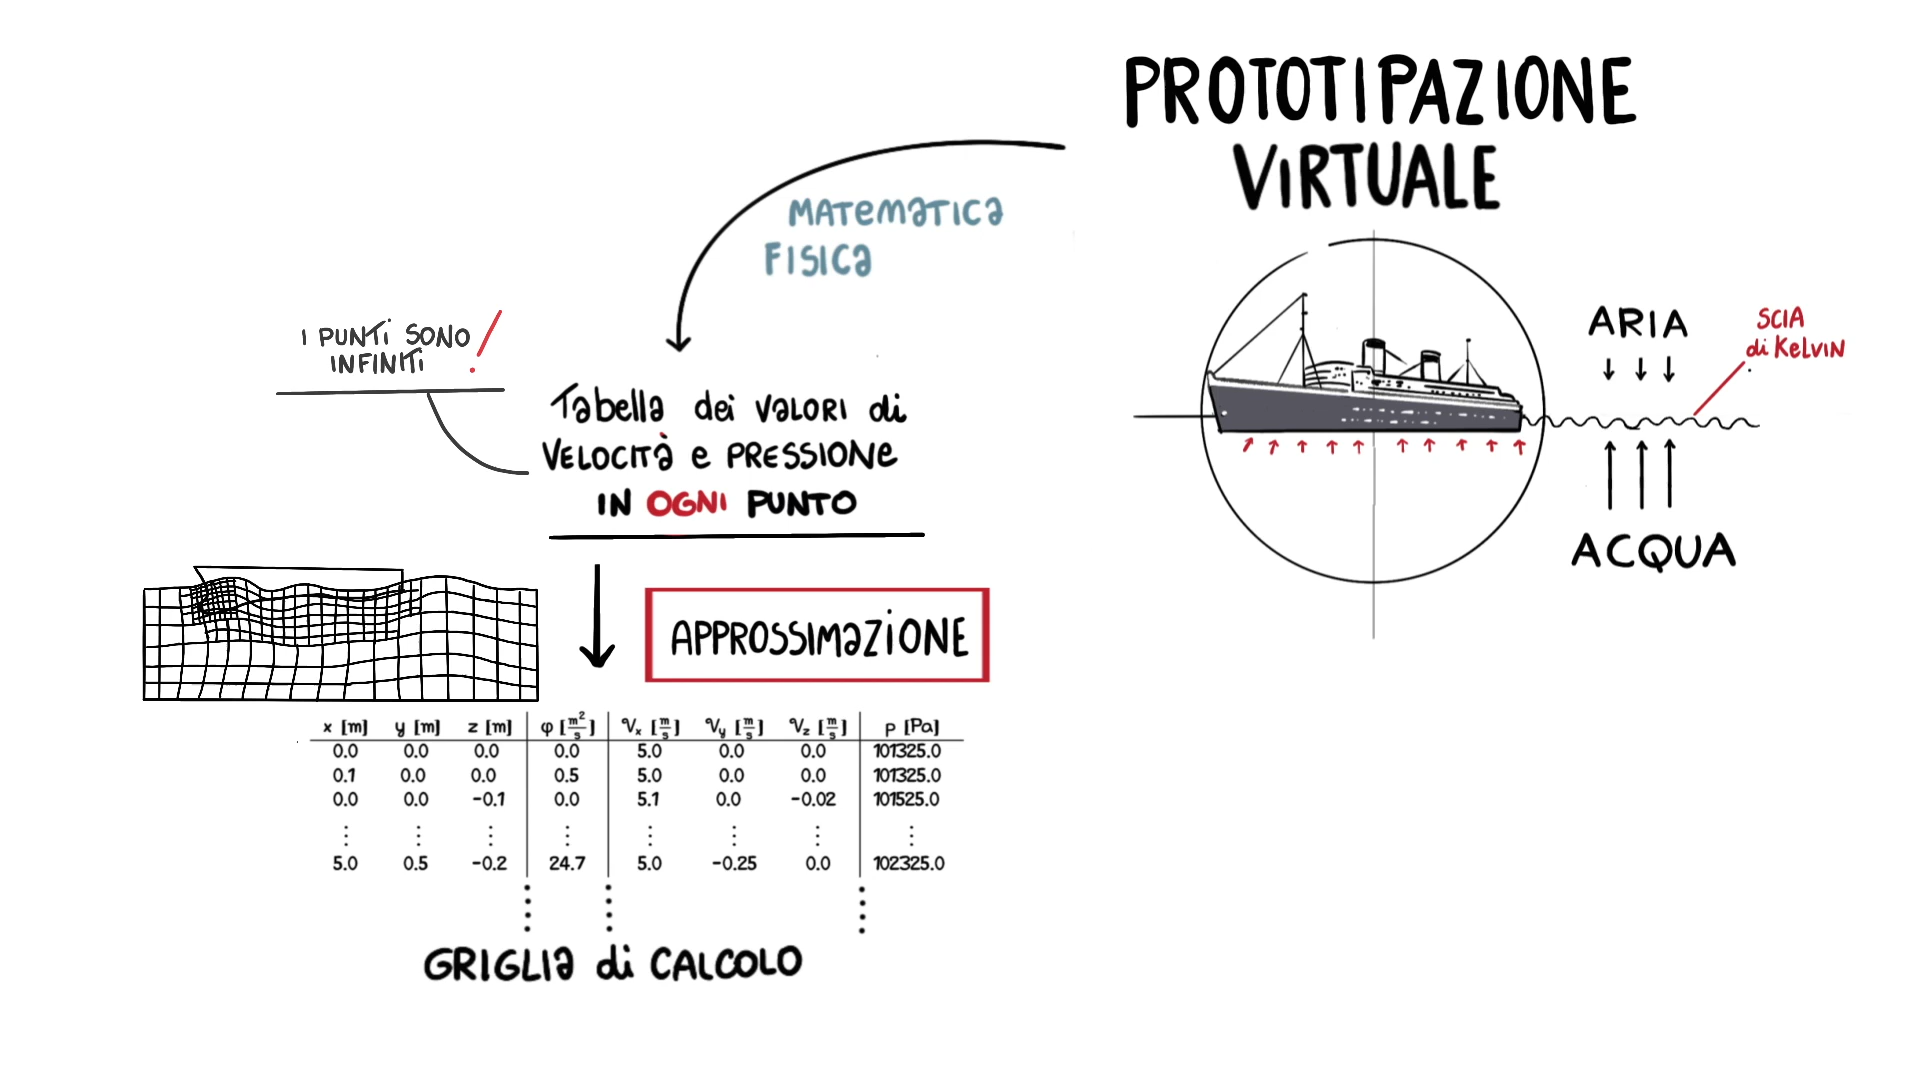 PROTOTIPAZIONE
VIRTUALE
MATEMATICA
FISICA
ARIA
SCIA
di KELVIN
ACQUA
I PUNTI SONO
INFINITI !
Tabella dei VALORI di
VELOCITÀ e PRESSIONE
IN OGNI PUNTO
APPROSSIMAZIONE
x [m] y [m] z [m] φ [m²/s] Vx [m/s] Vy [m/s] Vz [m/s] P [Pa]
0.0 0.0 0.0 0.0 5.0 0.0 0.0 101325.0
0.1 0.0 0.0 0.5 5.0 0.0 0.0 101325.0
0.0 0.0 -0.1 0.0 5.1 0.0 -0.02 101525.0
⋮ ⋮ ⋮ ⋮ ⋮ ⋮ ⋮ ⋮
5.0 0.5 -0.2 24.7 5.0 -0.25 0.0 102325.0
GRIGLIA di CALCOLO